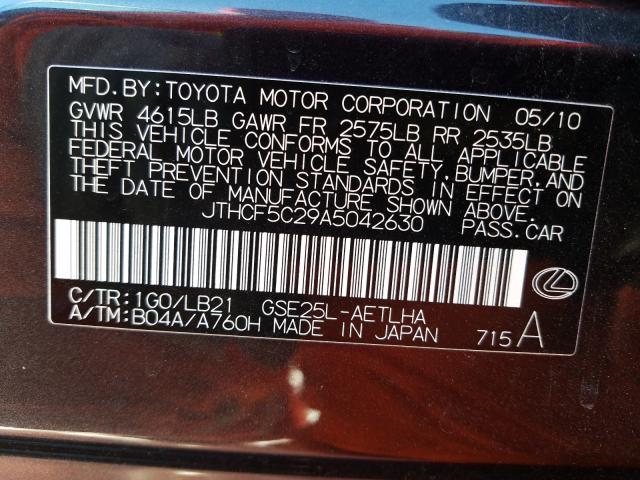 MFD.BY:TOYOTA MOTOR CORPORATION 05/10
GVWR 4615LB GAWR FR 2575LB RR 2535LB
THIS VEHICLE CONFORMS TO ALL APPLICABLE
FEDERAL MOTOR VEHICLE SAFETY,BUMPER,AND
THEFT PREVENTION STANDARDS IN EFFECT ON
THE DATE OF MANUFACTURE SHOWN ABOVE.
JTHCF5C29A5042630 PASS.CAR
C/TR:1G0/LB21 GSE25L-AETLHA
A/TM:B04A/A760H MADE IN JAPAN 715A